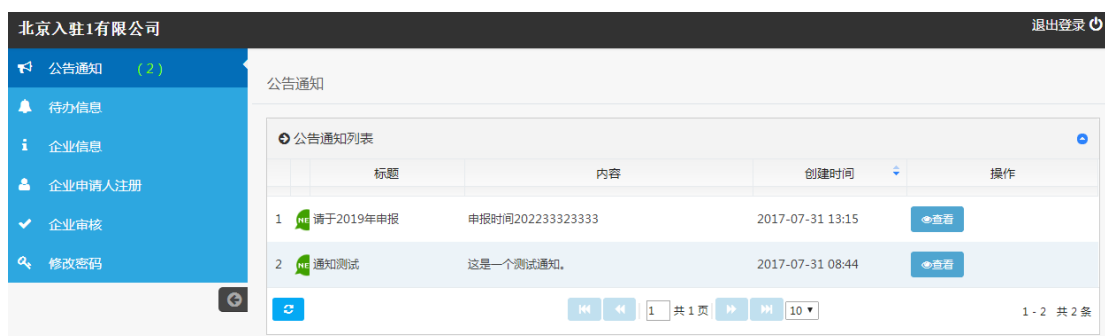 北京入驻1有限公司 退出登录
公告通知 (2)
待办信息
企业信息
企业申请人注册
企业审核
修改密码
公告通知
公告通知列表
标题 内容 创建时间 操作
1 NE 请于2019年申报 申报时间202233323333 2017-07-31 13:15 查看
2 NE 通知测试 这是一个测试通知。 2017-07-31 08:44 查看
1 共1页 10 1 - 2 共2条